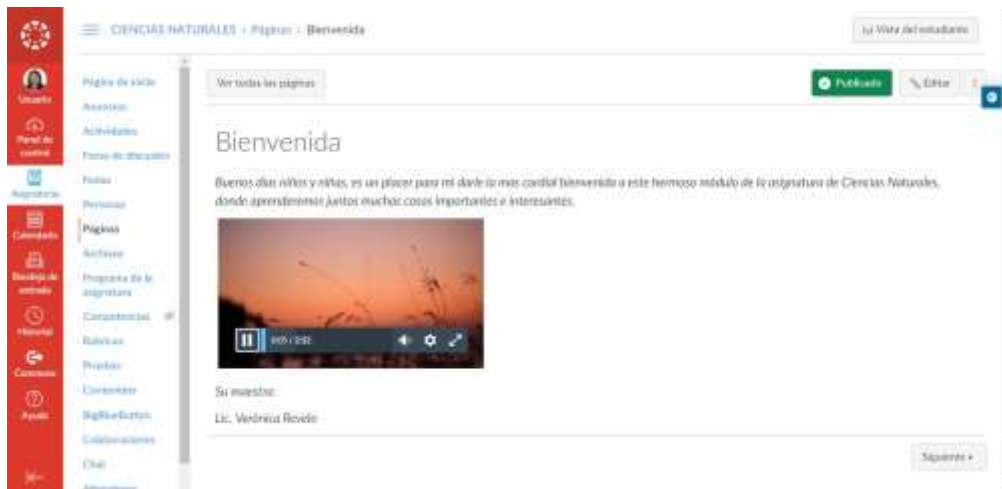 CIENCIAS NATURALES › Páginas › Bienvenida
Vista del estudiante
Usuario
Panel de control
Asignaturas
Calendario
Bandeja de entrada
Historial
Commons
Ayuda
Página de inicio
Anuncios
Actividades
Foros de discusión
Notas
Personas
Páginas
Archivos
Programa de la asignatura
Competencias
Rúbricas
Pruebas
Contenidos
BigBlueButton
Colaboraciones
Chat
Ver todas las páginas
Publicado
Editar
Bienvenida
Buenos días niños y niñas, es un placer para mí darle la mas cordial bienvenida a este hermoso módulo de la asignatura de Ciencias Naturales,
donde aprenderemos juntos muchas cosas importantes e interesantes.
Su maestra:
Lic. Verónica Revelo
Siguiente